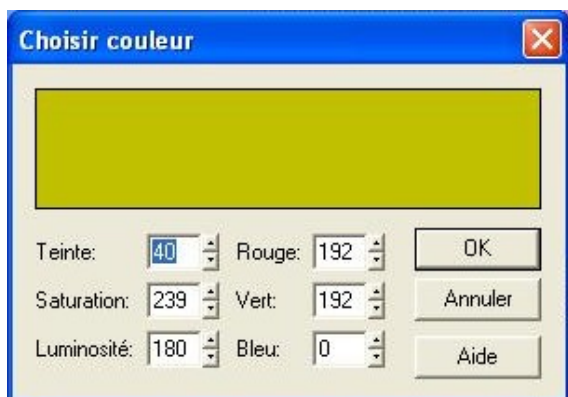 Choisir couleur
Teinte: 40 Rouge: 192 OK
Saturation: 239 Vert: 192 Annuler
Luminosité: 180 Bleu: 0 Aide